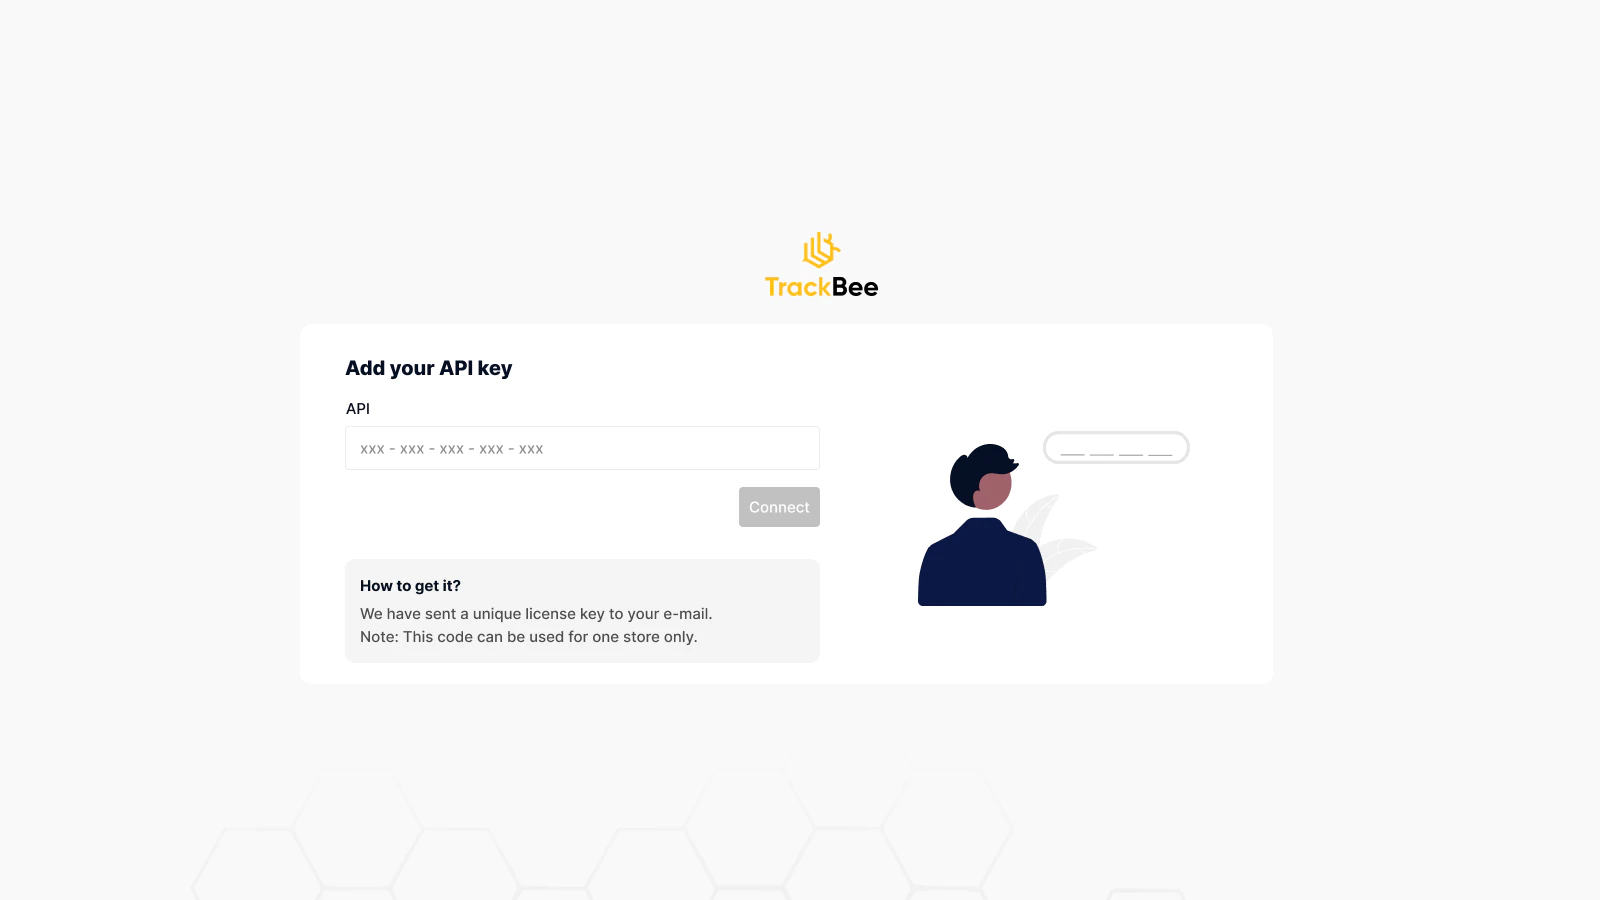 TrackBee
Add your API key
API
xxx - xxx - xxx - xxx - xxx
Connect
How to get it?
We have sent a unique license key to your e-mail.
Note: This code can be used for one store only.